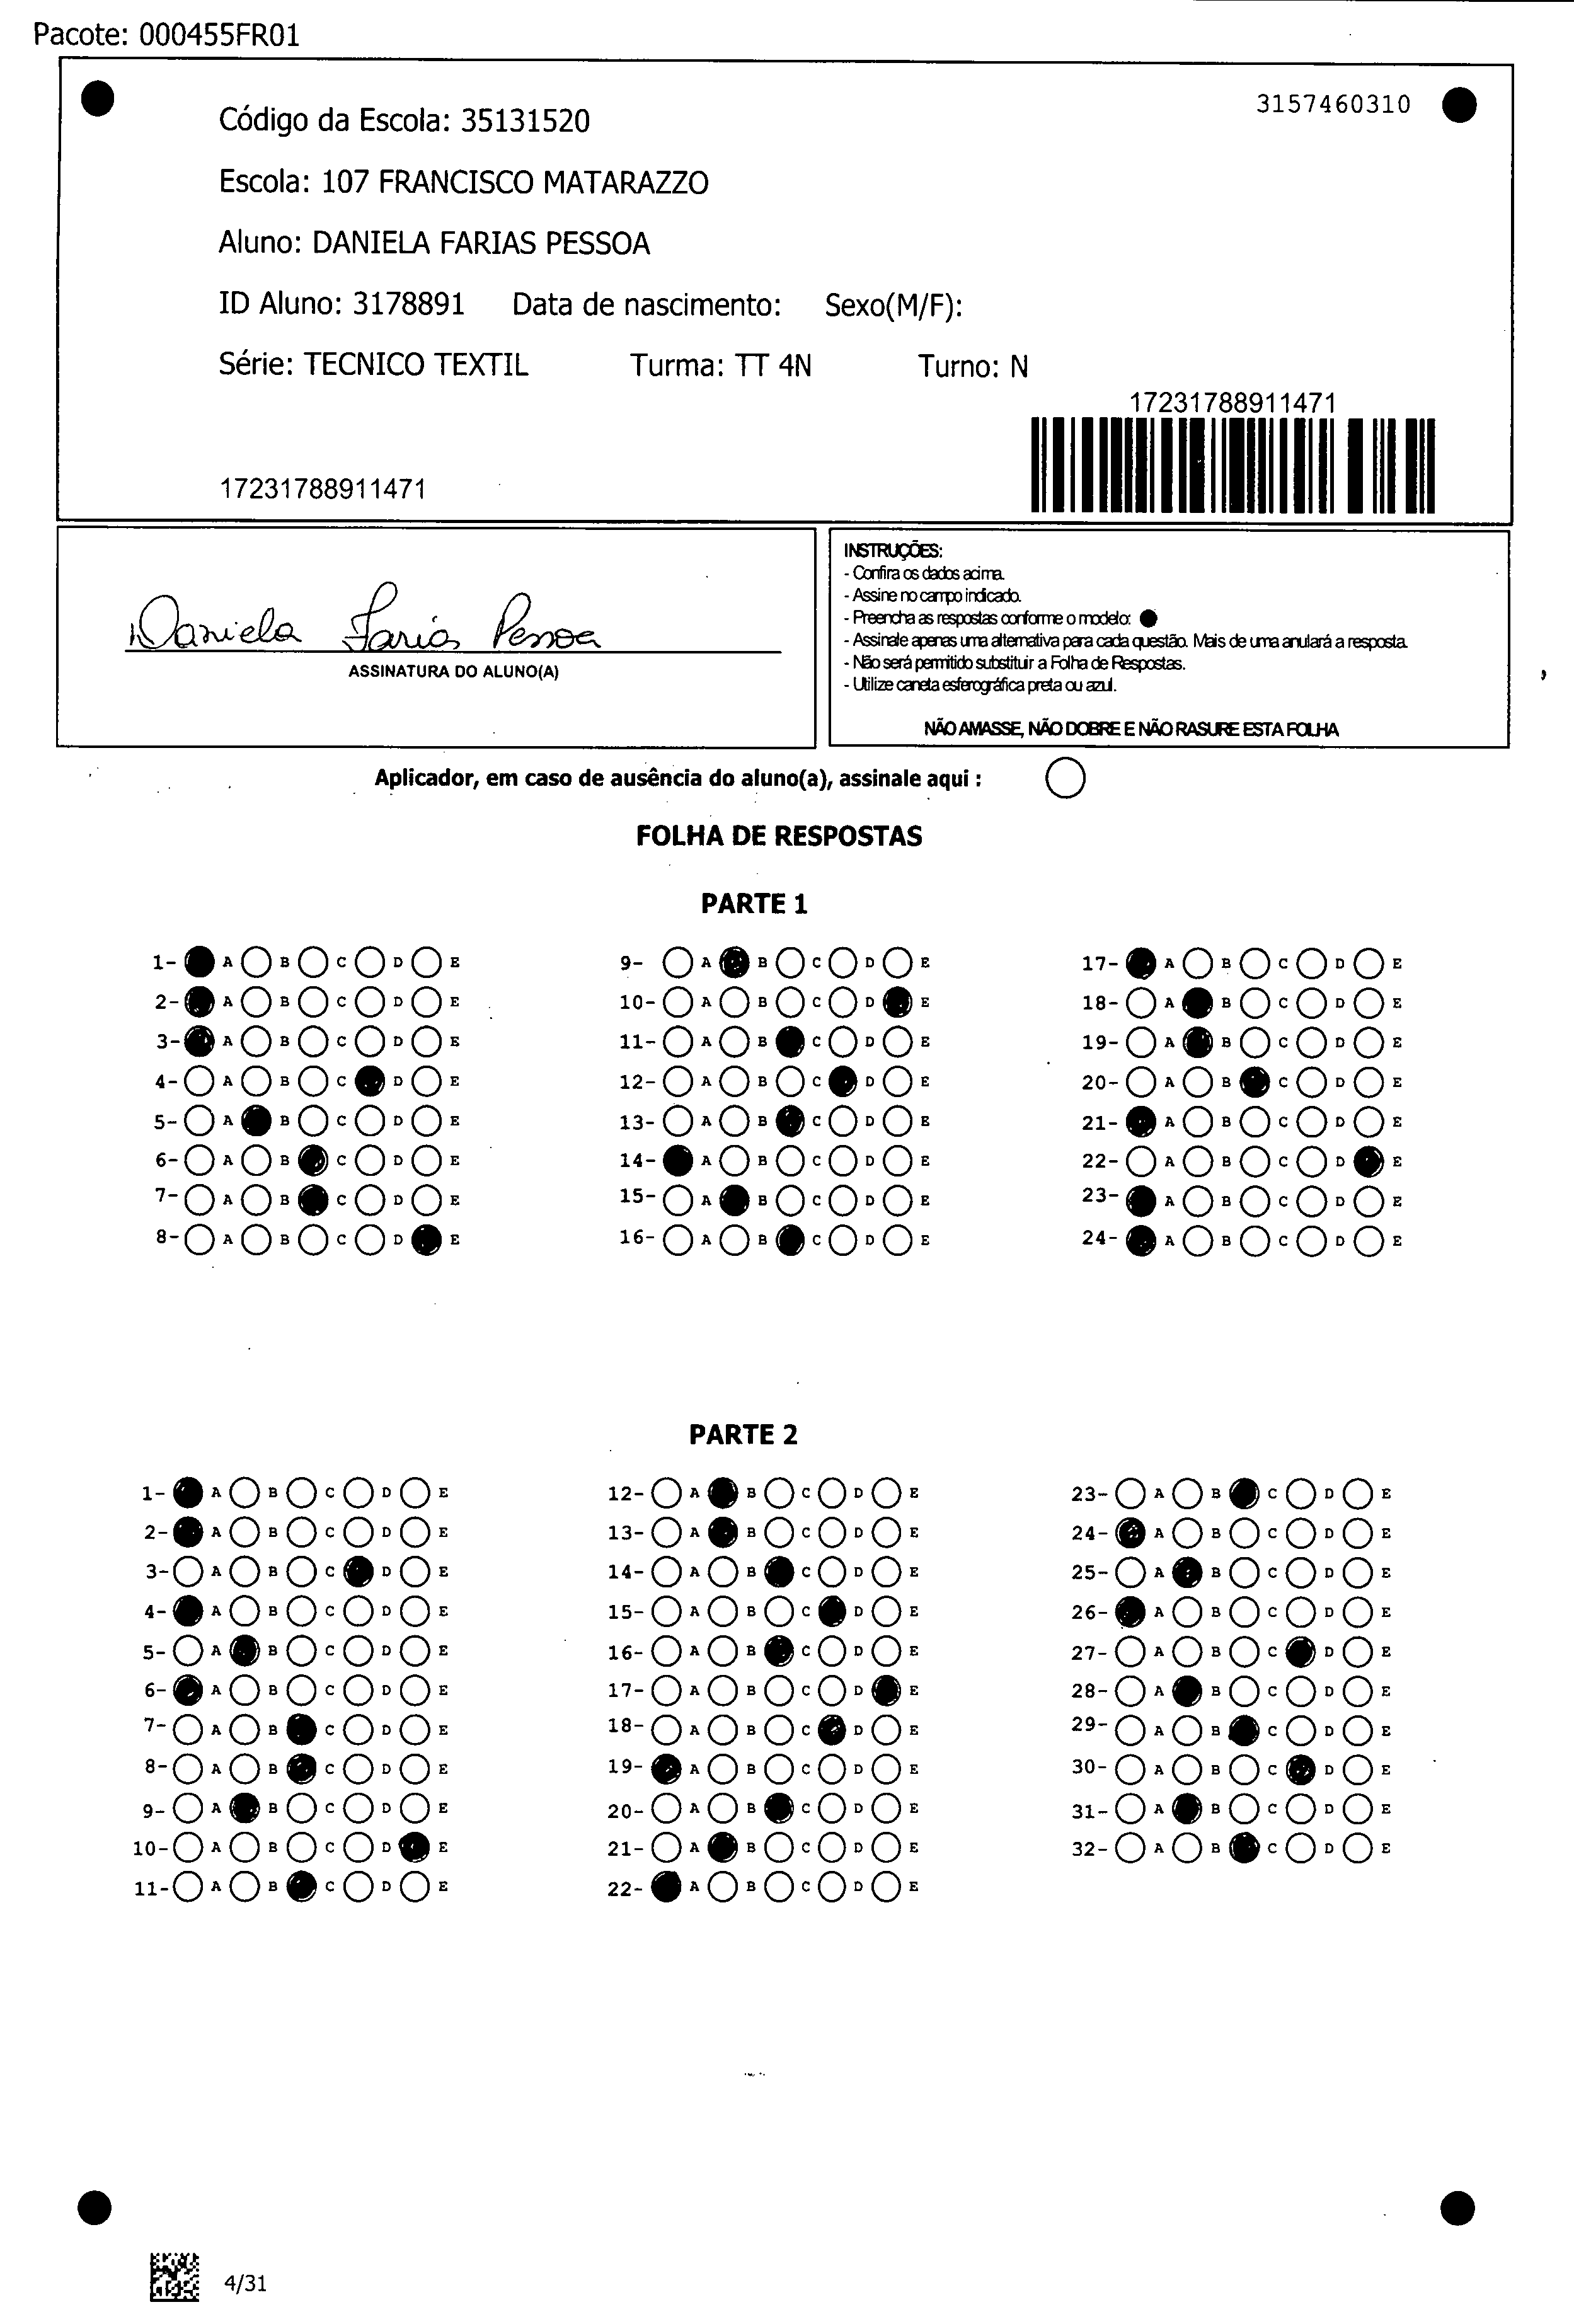 Pacote: 000455FR01
3157460310
Código da Escola: 35131520
Escola: 107 FRANCISCO MATARAZZO
Aluno: DANIELA FARIAS PESSOA
ID Aluno: 3178891 Data de nascimento: Sexo(M/F):
Série: TECNICO TEXTIL Turma: TT 4N Turno: N
17231788911471
17231788911471
Daniela Farias Pessoa
ASSINATURA DO ALUNO(A)
INSTRUÇÕES:
- Confira os dados acima.
- Assine no campo indicado.
- Preencha as respostas conforme o modelo:
- Assinale apenas uma alternativa para cada questão. Mais de uma anulará a resposta.
- Não será permitido substituir a Folha de Respostas.
- Utilize caneta esferográfica preta ou azul.
NÃO AMASSE, NÃO DOBRE E NÃO RASURE ESTA FOLHA
Aplicador, em caso de ausência do aluno(a), assinale aqui :
FOLHA DE RESPOSTAS
PARTE 1
1- A B C D E 9- A B C D E 17- A B C D E
2- A B C D E 10- A B C D E 18- A B C D E
3- A B C D E 11- A B C D E 19- A B C D E
4- A B C D E 12- A B C D E 20- A B C D E
5- A B C D E 13- A B C D E 21- A B C D E
6- A B C D E 14- A B C D E 22- A B C D E
7- A B C D E 15- A B C D E 23- A B C D E
8- A B C D E 16- A B C D E 24- A B C D E
PARTE 2
1- A B C D E 12- A B C D E 23- A B C D E
2- A B C D E 13- A B C D E 24- A B C D E
3- A B C D E 14- A B C D E 25- A B C D E
4- A B C D E 15- A B C D E 26- A B C D E
5- A B C D E 16- A B C D E 27- A B C D E
6- A B C D E 17- A B C D E 28- A B C D E
7- A B C D E 18- A B C D E 29- A B C D E
8- A B C D E 19- A B C D E 30- A B C D E
9- A B C D E 20- A B C D E 31- A B C D E
10- A B C D E 21- A B C D E 32- A B C D E
11- A B C D E 22- A B C D E
4/31